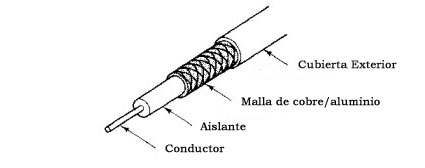 Cubierta Exterior
Malla de cobre/aluminio
Aislante
Conductor